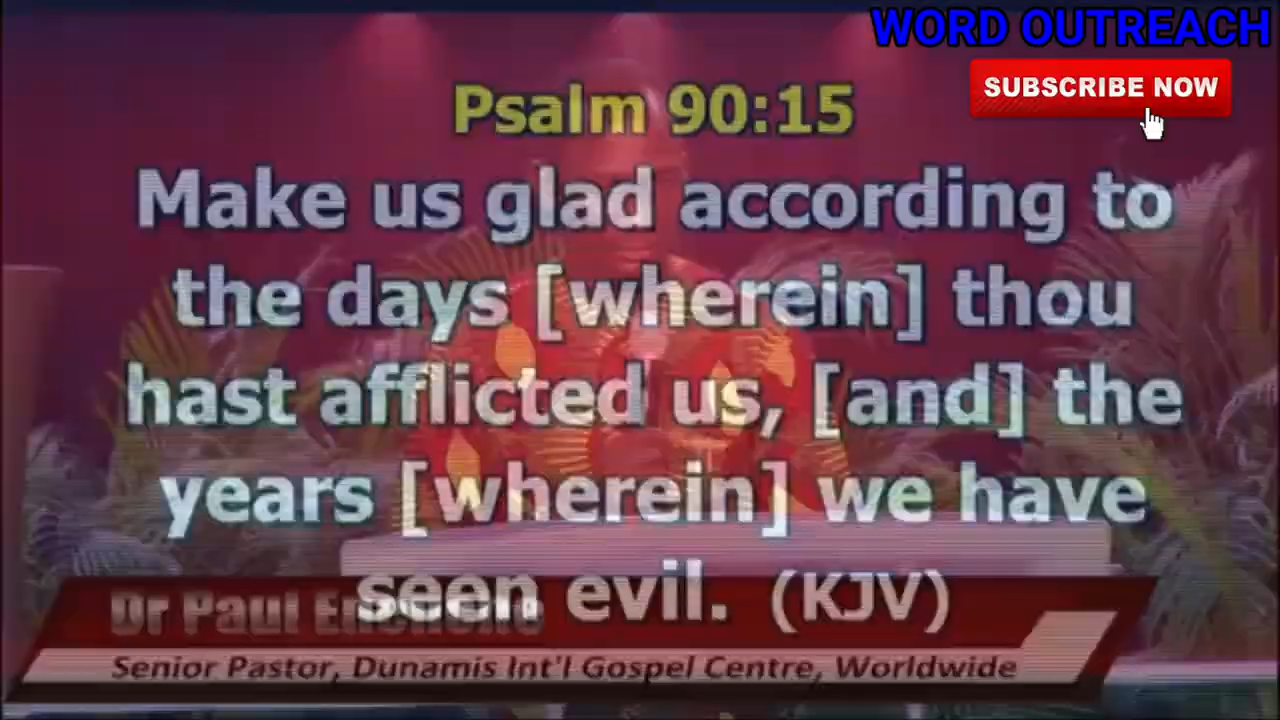 WORD OUTREACH
SUBSCRIBE NOW
Psalm 90:15
Make us glad according to
the days [wherein] thou
hast afflicted us, [and] the
years [wherein] we have
seen evil. (KJV)
Dr Paul
Senior Pastor, Dunamis Int'l Gospel Centre, Worldwide